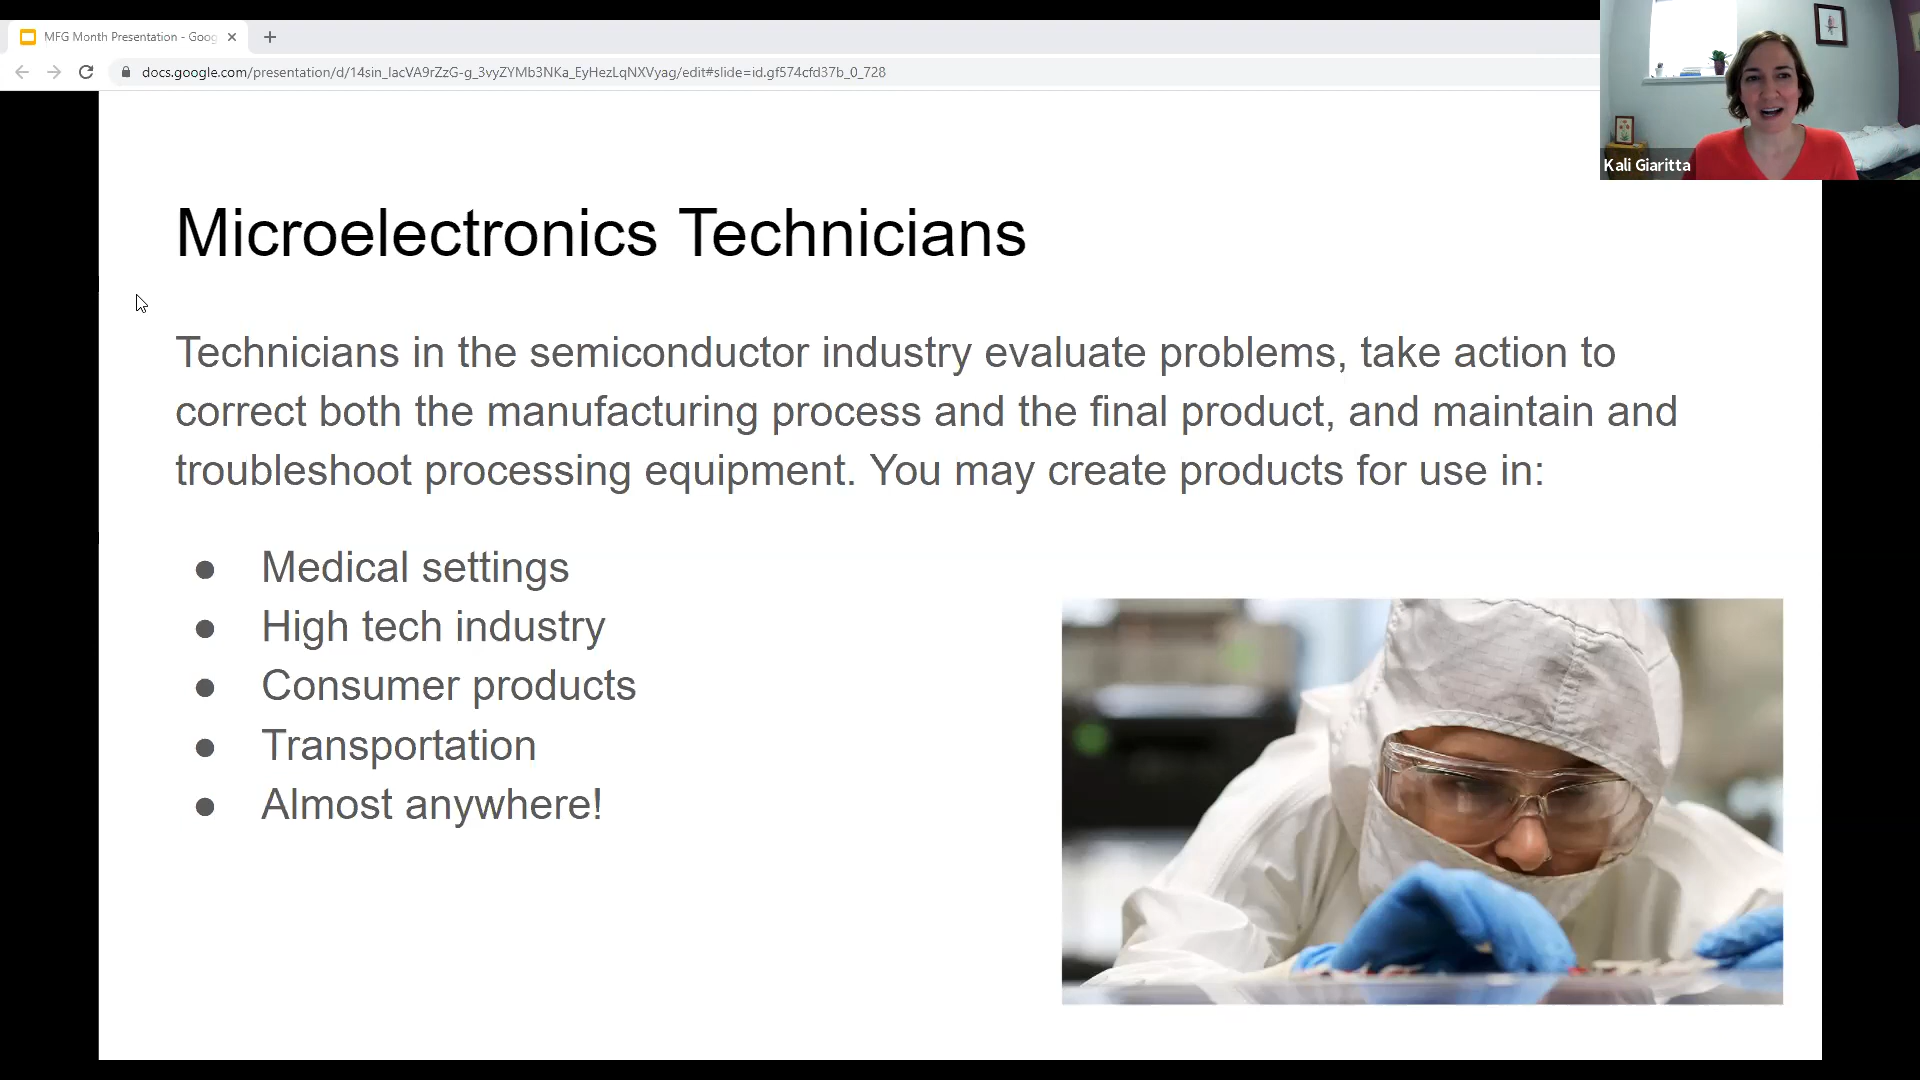 MFG Month Presentation - Goog
docs.google.com/presentation/d/14sin_lacVA9rZzG-g_3vyZYMb3NKa_EyHezLqNXVyag/edit#slide=id.gf574cfd37b_0_728
Kali Giaritta
Microelectronics Technicians
Technicians in the semiconductor industry evaluate problems, take action to
correct both the manufacturing process and the final product, and maintain and
troubleshoot processing equipment. You may create products for use in:
● Medical settings
● High tech industry
● Consumer products
● Transportation
● Almost anywhere!